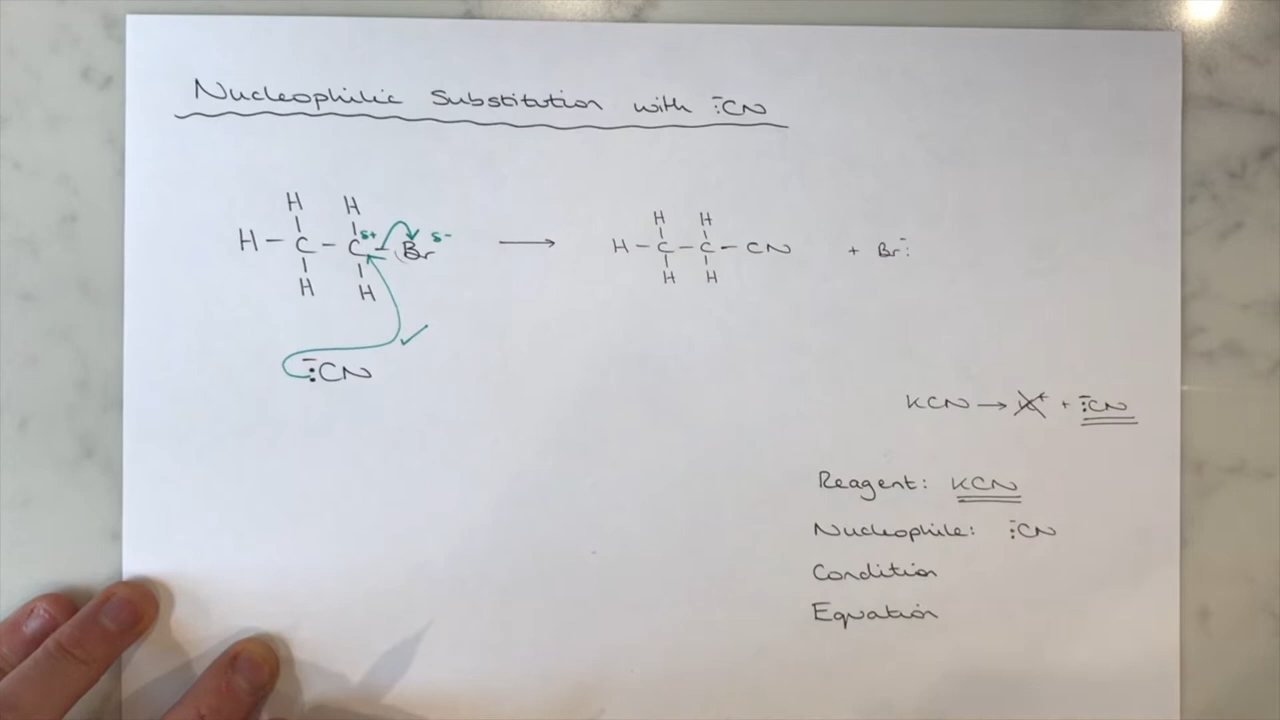 Nucleophilic Substitution with :̄CN
H H
H – C – C δ+ – Br δ- ⟶ H – C – C – CN + Br:̄
H H
:̄CN ✓
KCN → K⁺ + :̄CN
Reagent: KCN
Nucleophile: :̄CN
Condition
Equation